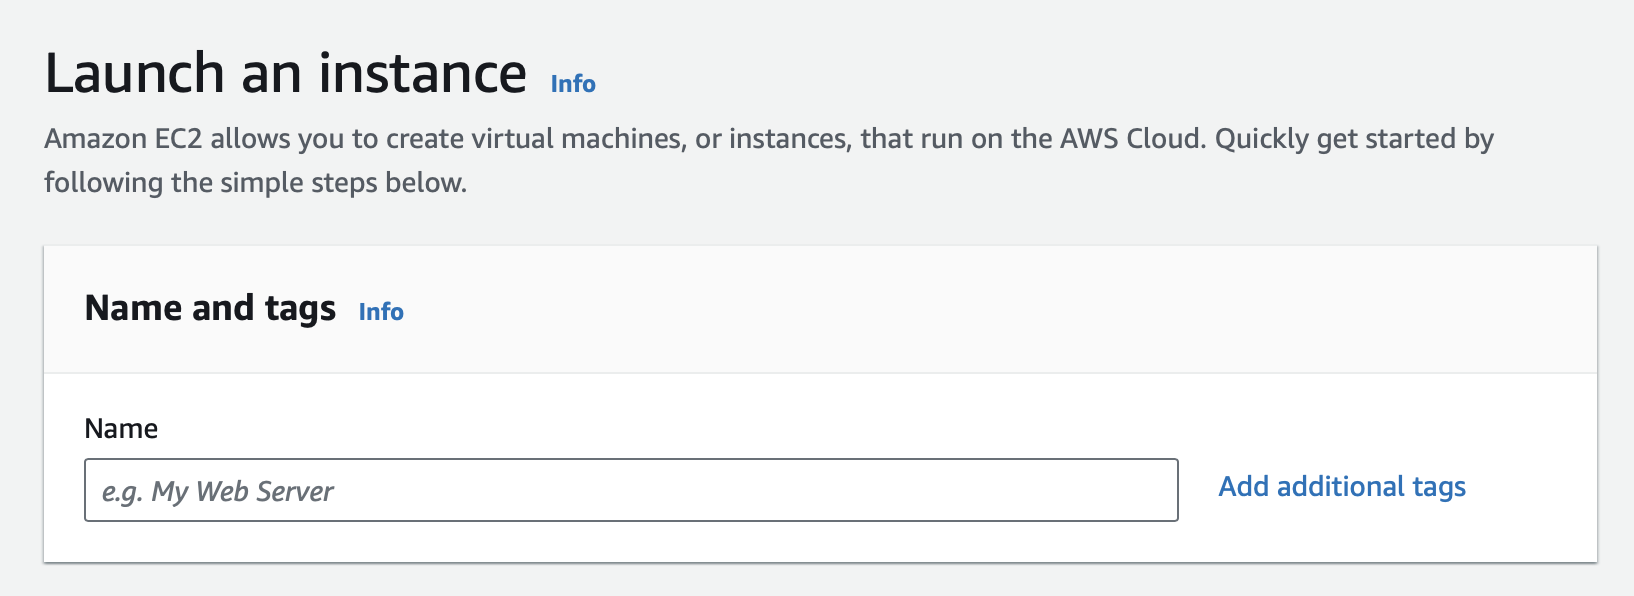 Launch an instance Info
Amazon EC2 allows you to create virtual machines, or instances, that run on the AWS Cloud. Quickly get started by
following the simple steps below.
Name and tags Info
Name
e.g. My Web Server
Add additional tags